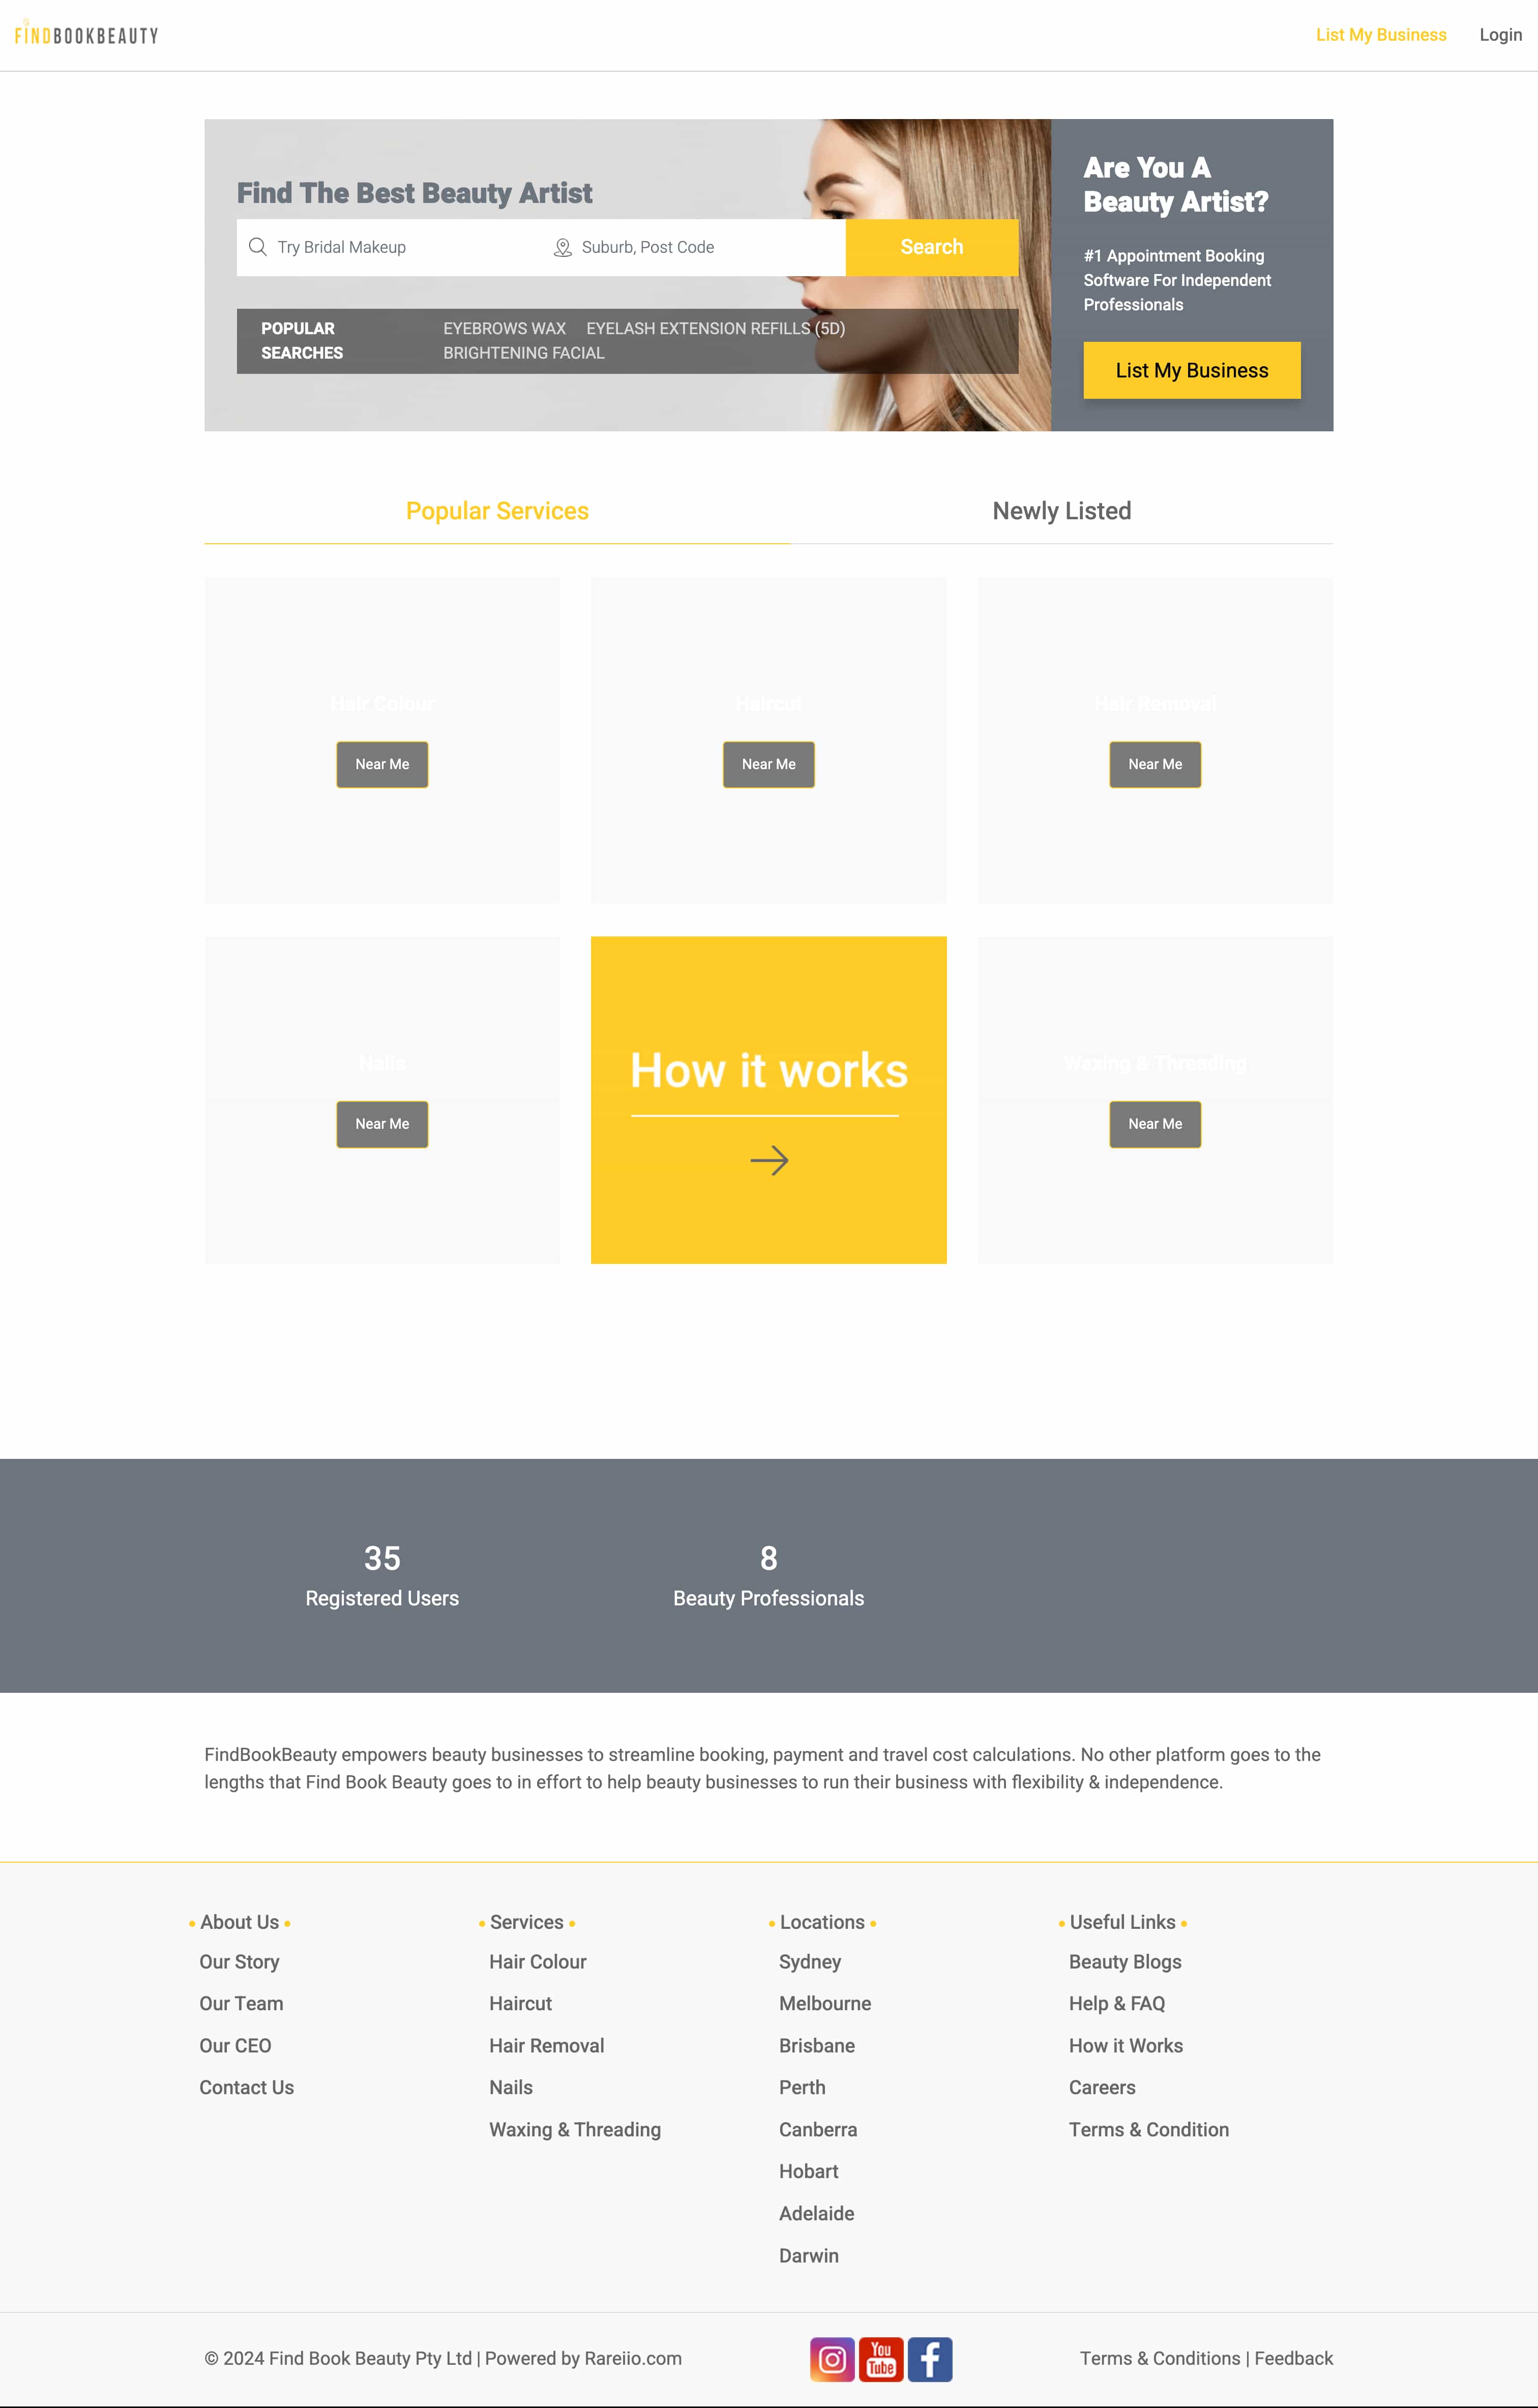 FINDBOOKBEAUTY
List My Business
Login
Find The Best Beauty Artist
Try Bridal Makeup
Suburb, Post Code
Search
POPULAR
SEARCHES
EYEBROWS WAX EYELASH EXTENSION REFILLS (5D)
BRIGHTENING FACIAL
Are You A
Beauty Artist?
#1 Appointment Booking
Software For Independent
Professionals
List My Business
Popular Services
Newly Listed
Hair Colour
Near Me
Haircut
Near Me
Hair Removal
Near Me
Nails
Near Me
How it works
Waxing & Threading
Near Me
35
Registered Users
8
Beauty Professionals
FindBookBeauty empowers beauty businesses to streamline booking, payment and travel cost calculations. No other platform goes to the
lengths that Find Book Beauty goes to in effort to help beauty businesses to run their business with flexibility & independence.
About Us
Our Story
Our Team
Our CEO
Contact Us
Services
Hair Colour
Haircut
Hair Removal
Nails
Waxing & Threading
Locations
Sydney
Melbourne
Brisbane
Perth
Canberra
Hobart
Adelaide
Darwin
Useful Links
Beauty Blogs
Help & FAQ
How it Works
Careers
Terms & Condition
© 2024 Find Book Beauty Pty Ltd | Powered by Rareiio.com
You
Tube
Terms & Conditions | Feedback